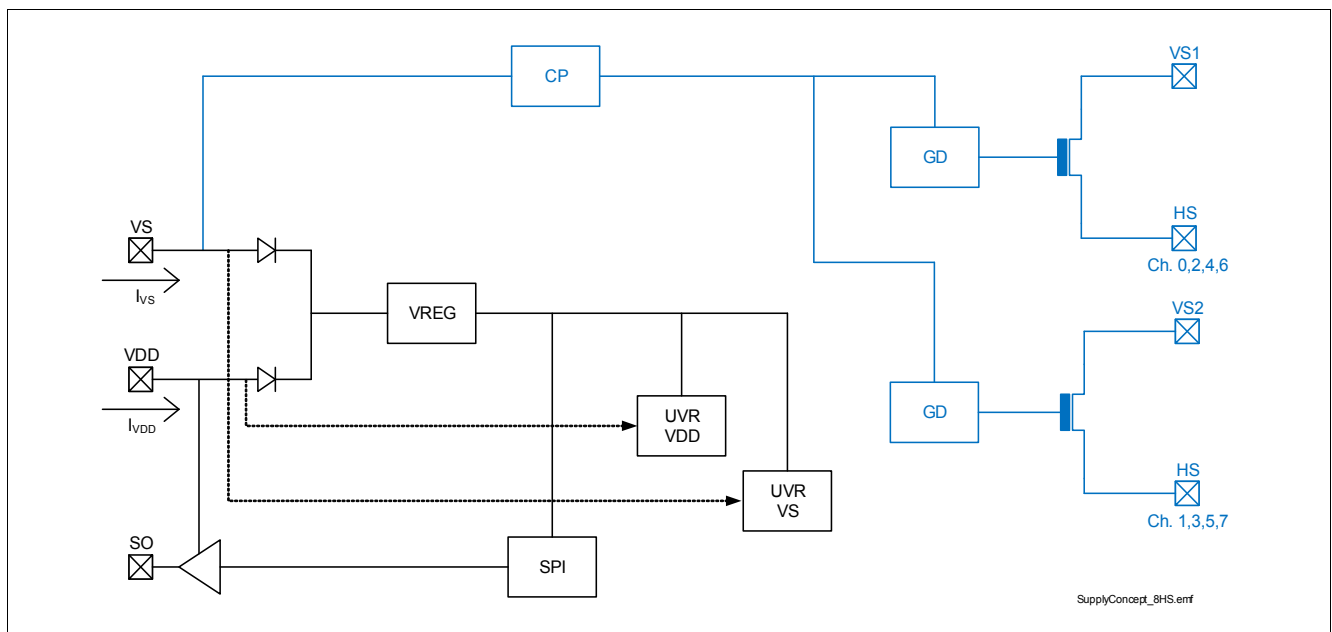 CP
VS1
GD
HS
Ch. 0,2,4,6
VS
IVS
VREG
VS2
VDD
IVDD
UVR
VDD
GD
UVR
VS
HS
Ch. 1,3,5,7
SO
SPI
SupplyConcept_8HS.emf